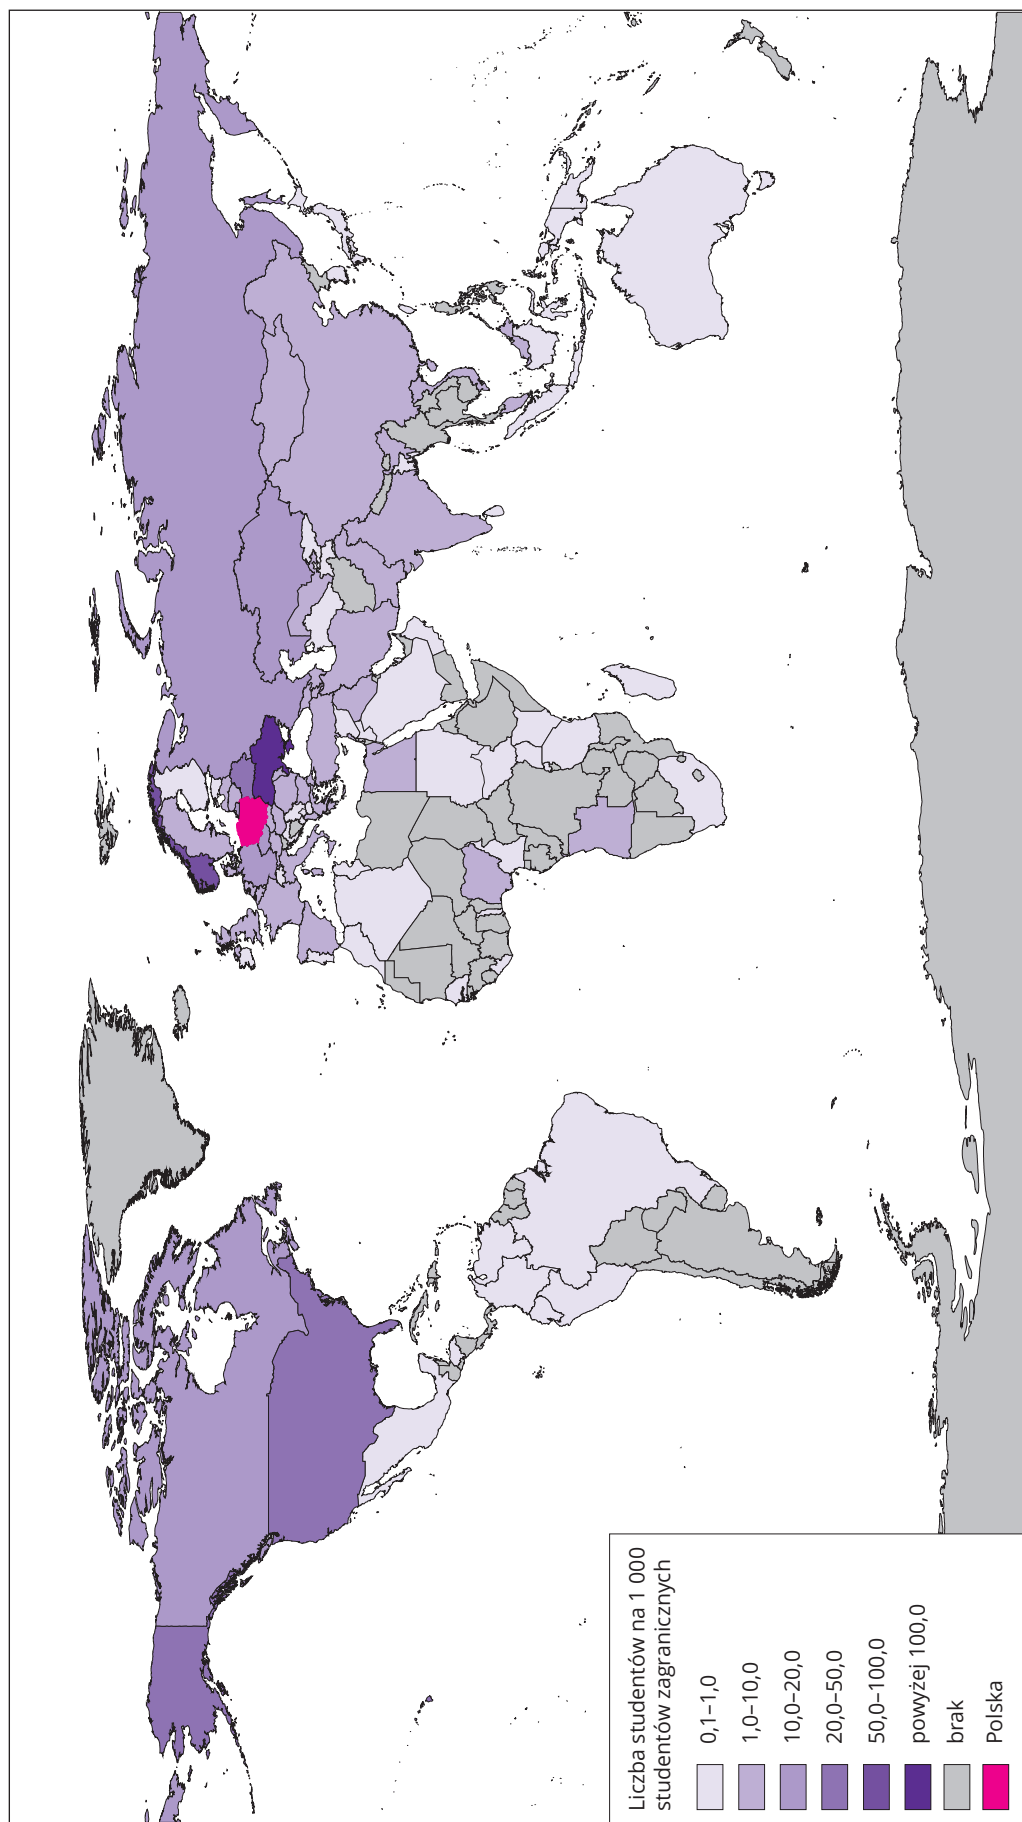 Liczba studentów na 1 000
studentów zagranicznych
0,1–1,0
1,0–10,0
10,0–20,0
20,0–50,0
50,0–100,0
powyżej 100,0
brak
Polska